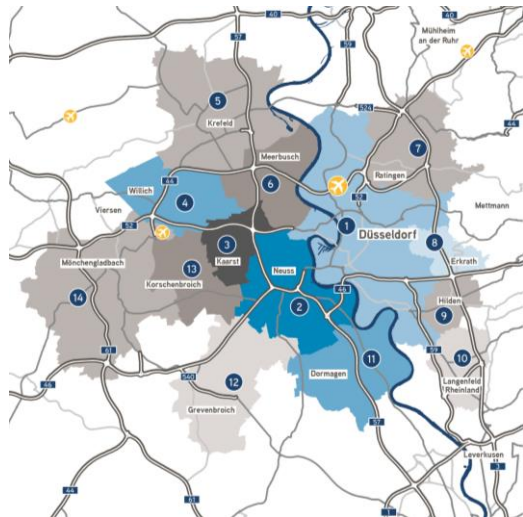 40
57
40
Mühlheim
an der Ruhr
59
5
524
44
Krefeld
7
Meerbusch
44
6
Ratingen
Willich
4
52
Viersen
1
Mettmann
52
3
Düsseldorf
8
Mönchengladbach
13
Kaarst
Neuss
Erkrath
Korschenbroich
46
14
2
Hilden
9
61
11
59
10
46
540
12
Dormagen
Langenfeld
Rheinland
Grevenbroich
57
Leverkusen
3
44
61
1